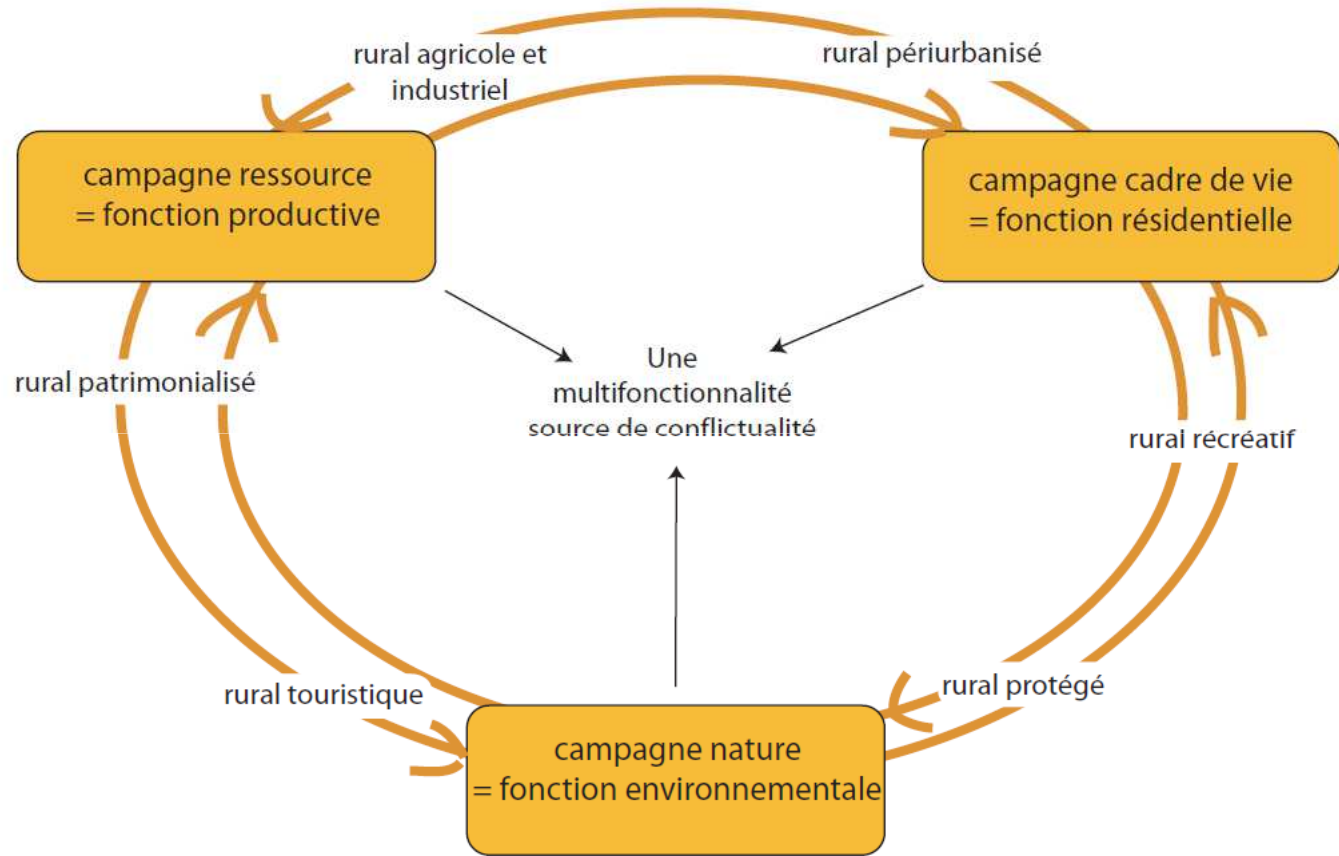 rural agricole et
industriel
rural périurbanisé
campagne ressource
= fonction productive
campagne cadre de vie
= fonction résidentielle
Une
multifonctionnalité
source de conflictualité
rural patrimonialisé
rural récréatif
rural touristique
rural protégé
campagne nature
= fonction environnementale